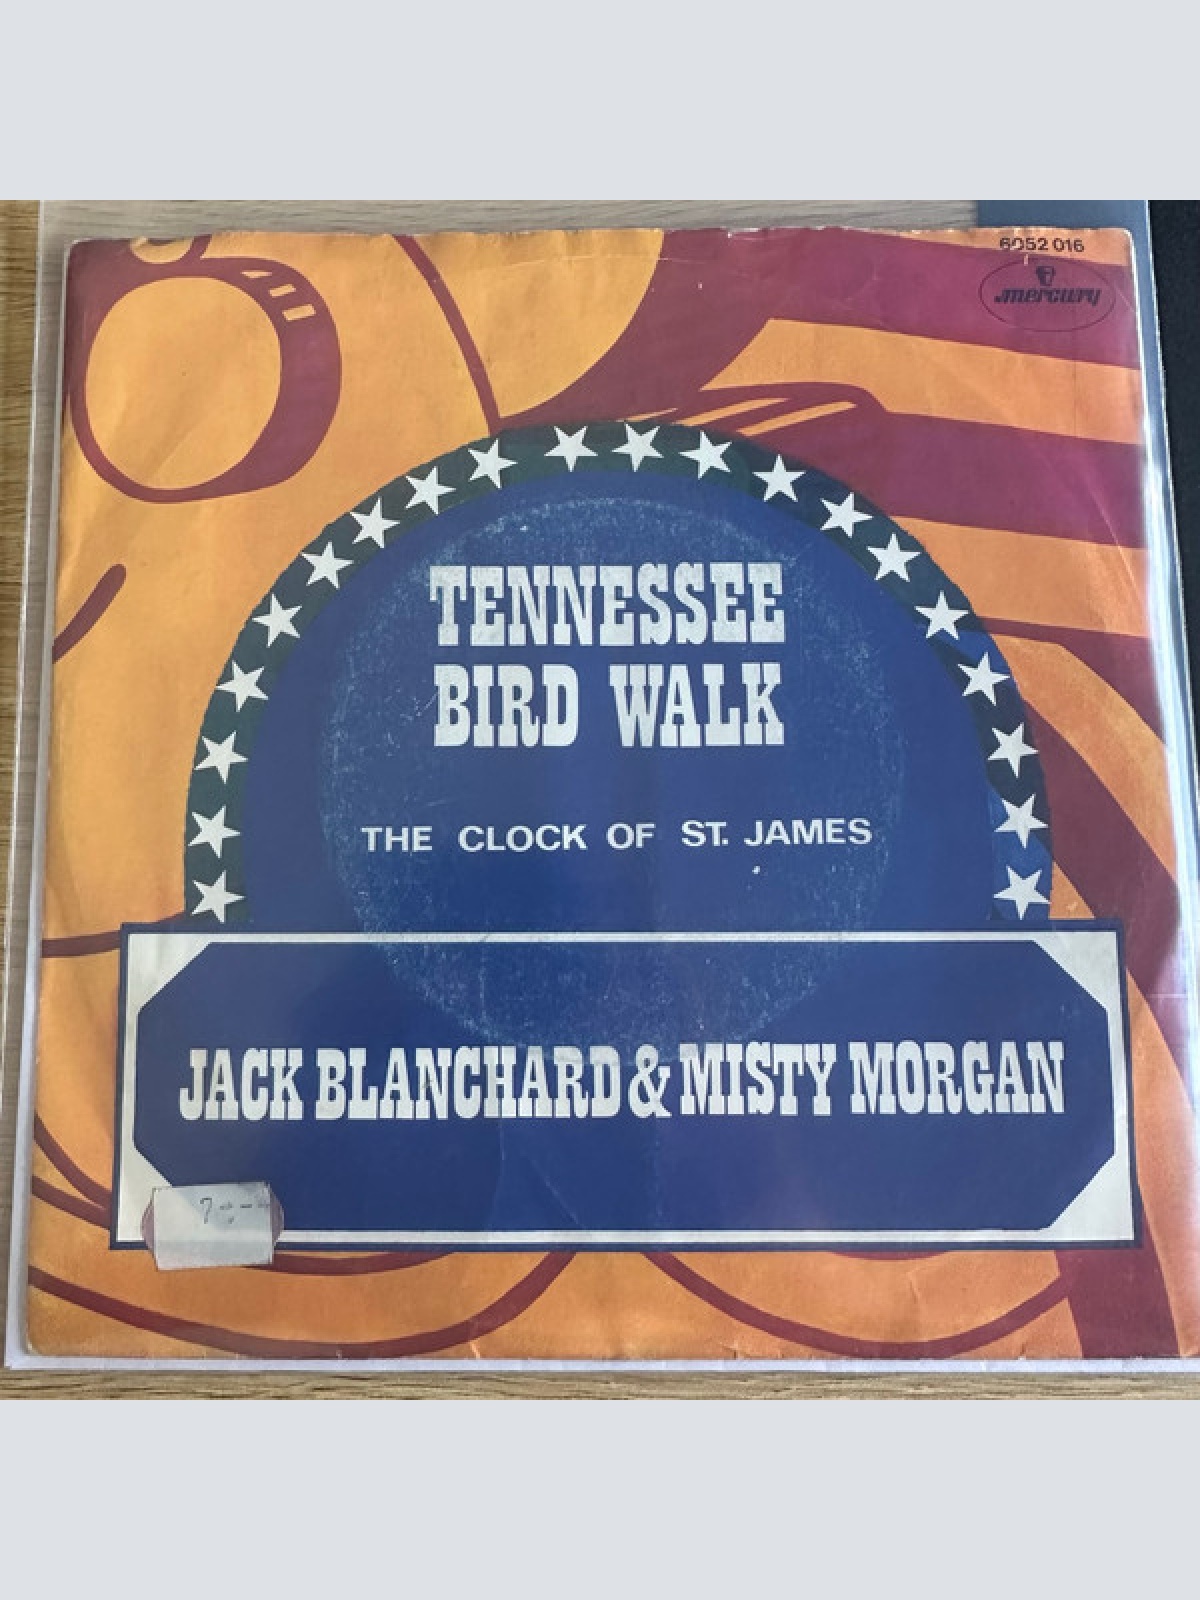 6052 016
mercury
TENNESSEE
BIRD WALK
THE CLOCK OF ST. JAMES
JACK BLANCHARD & MISTY MORGAN